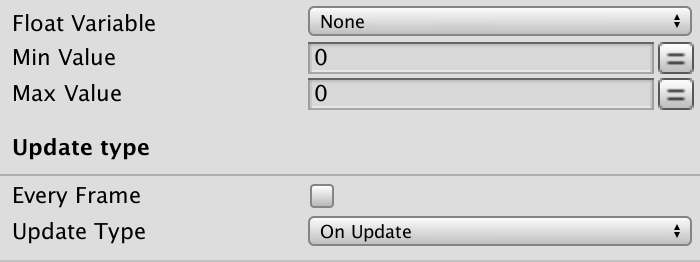 Float Variable None
Min Value 0
Max Value 0
Update type
Every Frame
Update Type On Update